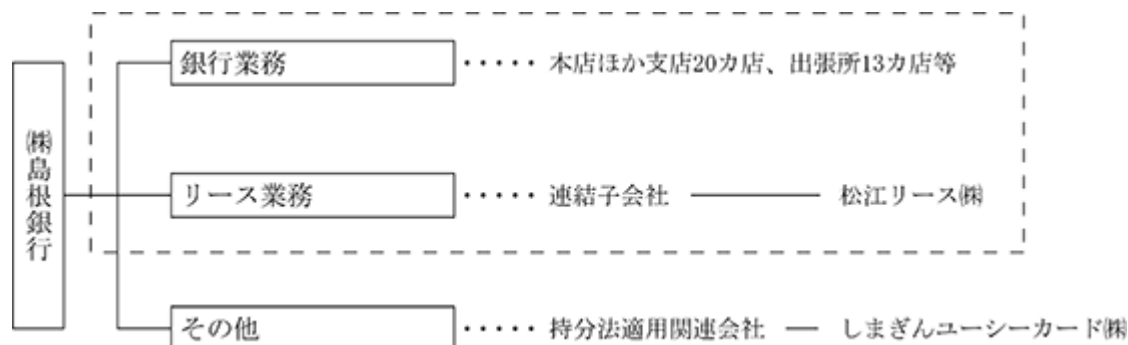 ㈱島根銀行
銀行業務 ・・・・・ 本店ほか支店20カ店、出張所13カ店等
リース業務 ・・・・・ 連結子会社 松江リース㈱
その他 ・・・・・ 持分法適用関連会社 しまぎんユーシーカード㈱